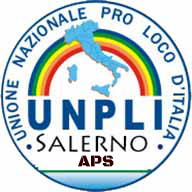 · UNIONE NAZIONALE PRO LOCO D'ITALIA ·
UNPLI
SALERNO
APS